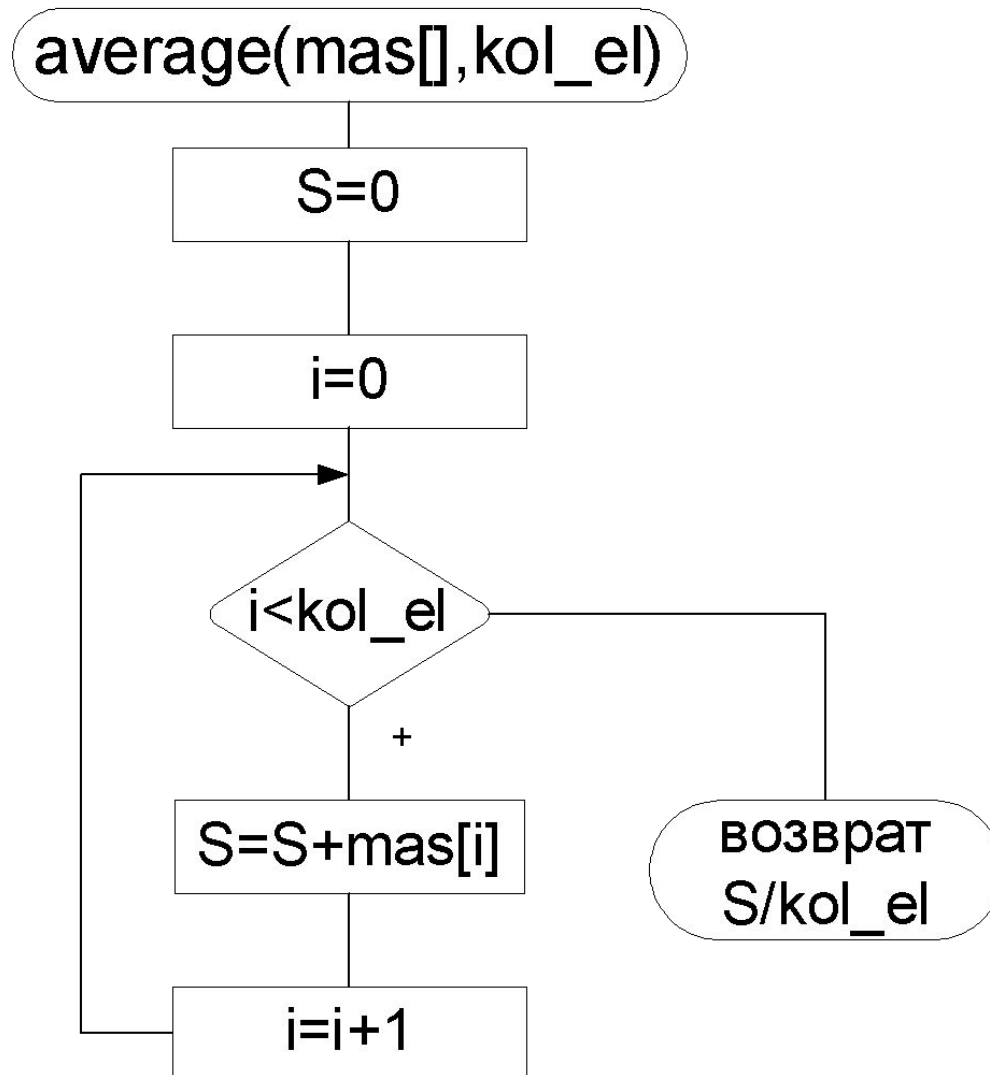 average(mas[],kol_el)
S=0
i=0
i<kol_el
+
S=S+mas[i]
возврат
S/kol_el
i=i+1